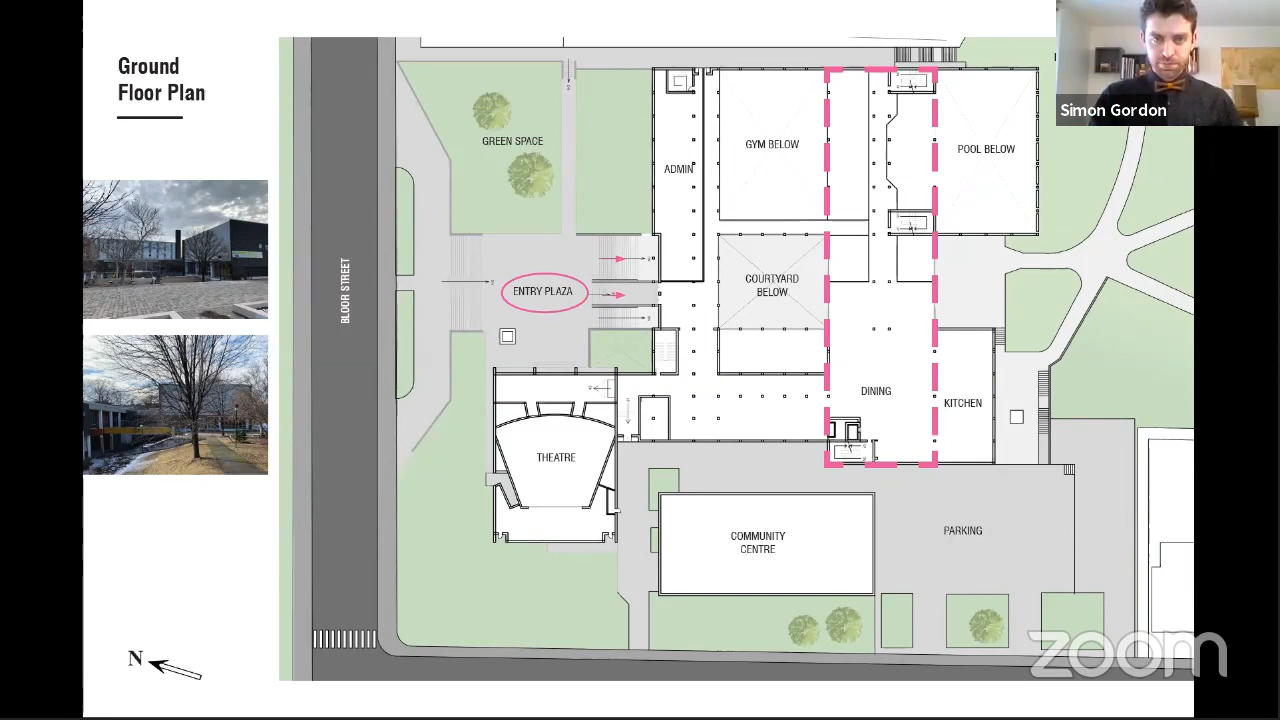 Ground
Floor Plan
Simon Gordon
GREEN SPACE
GYM BELOW
POOL BELOW
ADMIN
BLOOR STREET
ENTRY PLAZA
COURTYARD
BELOW
DINING
KITCHEN
THEATRE
COMMUNITY
CENTRE
PARKING
N
zoom